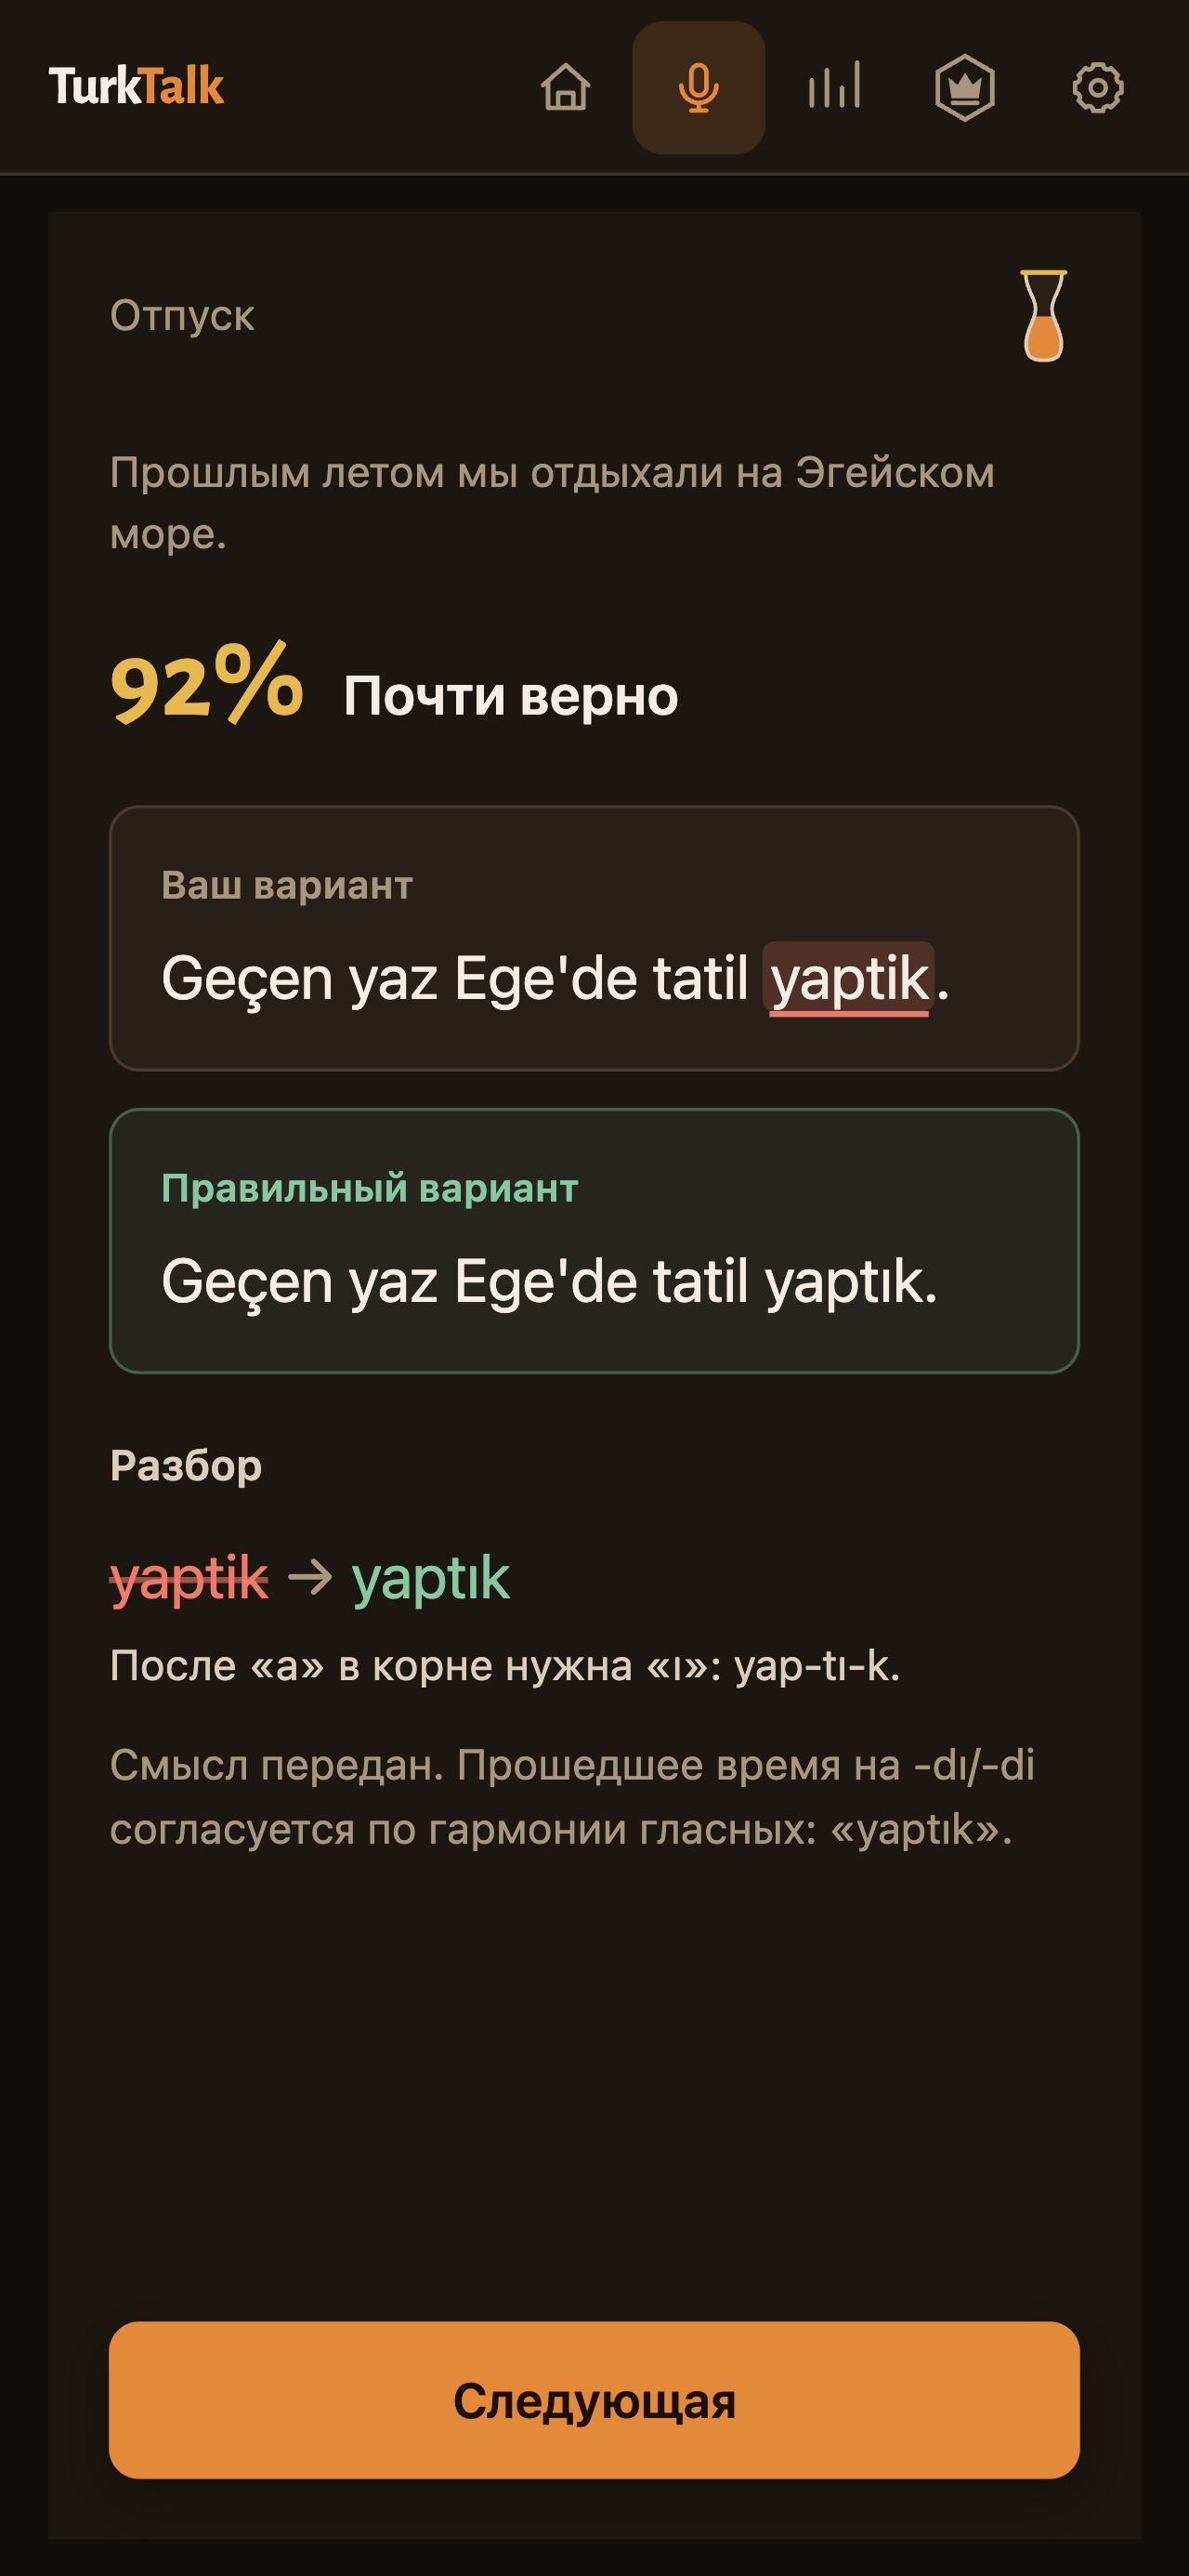 TurkTalk
Отпуск
Прошлым летом мы отдыхали на Эгейском
море.
92% Почти верно
Ваш вариант
Geçen yaz Ege'de tatil yaptik.
Правильный вариант
Geçen yaz Ege'de tatil yaptık.
Разбор
yaptik → yaptık
После «а» в корне нужна «ı»: yap-tı-k.
Смысл передан. Прошедшее время на -dı/-di
согласуется по гармонии гласных: «yaptık».
Следующая